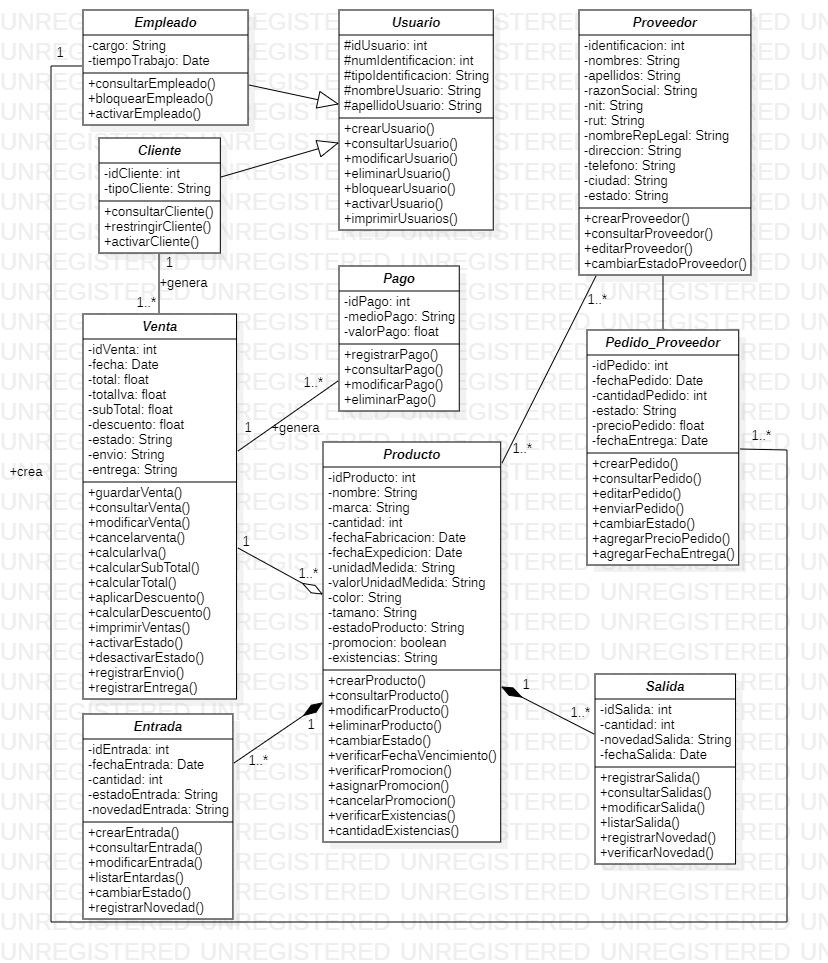 Empleado
-cargo: String
-tiempoTrabajo: Date
+consultarEmpleado()
+bloquearEmpleado()
+activarEmpleado()
Usuario
#idUsuario: int
#numIdentificacion: int
#tipoIdentificacion: String
#nombreUsuario: String
#apellidoUsuario: String
+crearUsuario()
+consultarUsuario()
+modificarUsuario()
+eliminarUsuario()
+bloquearUsuario()
+activarUsuario()
+imprimirUsuarios()
Proveedor
-identificacion: int
-nombres: String
-apellidos: String
-razonSocial: String
-nit: String
-rut: String
-nombreRepLegal: String
-direccion: String
-telefono: String
-ciudad: String
-estado: String
+crearProveedor()
+consultarProveedor()
+editarProveedor()
+cambiarEstadoProveedor()
1
Cliente
-idCliente: int
-tipoCliente: String
+consultarCliente()
+restringirCliente()
+activarCliente()
1
+genera
1..*
Pago
-idPago: int
-medioPago: String
-valorPago: float
+registrarPago()
+consultarPago()
+modificarPago()
+eliminarPago()
1..*
1
+genera
1..*
1..*
Venta
-idVenta: int
-fecha: Date
-total: float
-totalIva: float
-subTotal: float
-descuento: float
-estado: String
-envio: String
-entrega: String
+guardarVenta()
+consultarVenta()
+modificarVenta()
+cancelarventa()
+calcularIva()
+calcularSubTotal()
+calcularTotal()
+aplicarDescuento()
+calcularDescuento()
+imprimirVentas()
+activarEstado()
+desactivarEstado()
+registrarEnvio()
+registrarEntrega()
Pedido_Proveedor
-idPedido: int
-fechaPedido: Date
-cantidadPedido: int
-estado: String
-precioPedido: float
-fechaEntrega: Date
+crearPedido()
+consultarPedido()
+editarPedido()
+enviarPedido()
+cambiarEstado()
+agregarPrecioPedido()
+agregarFechaEntrega()
1..*
+crea
1
1..*
Producto
-idProducto: int
-nombre: String
-marca: String
-cantidad: int
-fechaFabricacion: Date
-fechaExpedicion: Date
-unidadMedida: String
-valorUnidadMedida: String
-color: String
-tamano: String
-estadoProducto: String
-promocion: boolean
-existencias: String
+crearProducto()
+consultarProducto()
+modificarProducto()
+eliminarProducto()
+cambiarEstado()
+verificarFechaVencimiento()
+verificarPromocion()
+asignarPromocion()
+cancelarPromocion()
+verificarExistencias()
+cantidadExistencias()
1
1..*
Salida
-idSalida: int
-cantidad: int
-novedadSalida: String
-fechaSalida: Date
+registrarSalida()
+consultarSalidas()
+modificarSalida()
+listarSalida()
+registrarNovedad()
+verificarNovedad()
1
1..*
Entrada
-idEntrada: int
-fechaEntrada: Date
-cantidad: int
-estadoEntrada: String
-novedadEntrada: String
+crearEntrada()
+consultarEntrada()
+modificarEntrada()
+listarEntardas()
+cambiarEstado()
+registrarNovedad()
UNREGISTERED UNREGISTERED UNREGISTERED UNREGISTERED UN